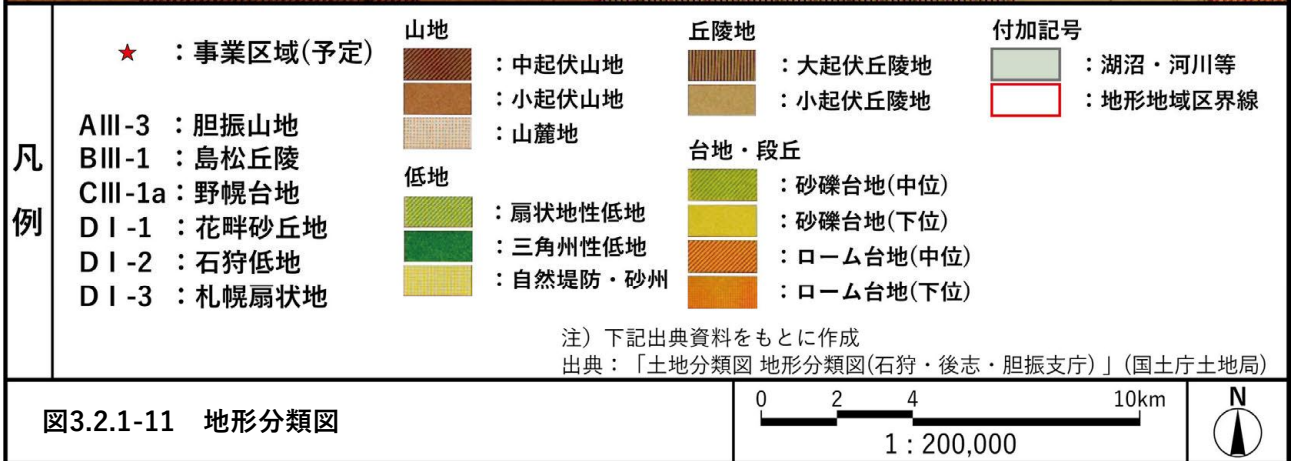 凡例
★ ：事業区域(予定)
AⅢ-3 ：胆振山地
BⅢ-1 ：島松丘陵
CⅢ-1a：野幌台地
DⅠ-1 ：花畔砂丘地
DⅠ-2 ：石狩低地
DⅠ-3 ：札幌扇状地
山地
：中起伏山地
：小起伏山地
：山麓地
低地
：扇状地性低地
：三角州性低地
：自然堤防・砂州
丘陵地
：大起伏丘陵地
：小起伏丘陵地
台地・段丘
：砂礫台地(中位)
：砂礫台地(下位)
：ローム台地(中位)
：ローム台地(下位)
付加記号
：湖沼・河川等
：地形地域区界線
注）下記出典資料をもとに作成
出典：「土地分類図 地形分類図(石狩・後志・胆振支庁)」(国土庁土地局)
図3.2.1-11 地形分類図
0 2 4 10km
1：200,000
N